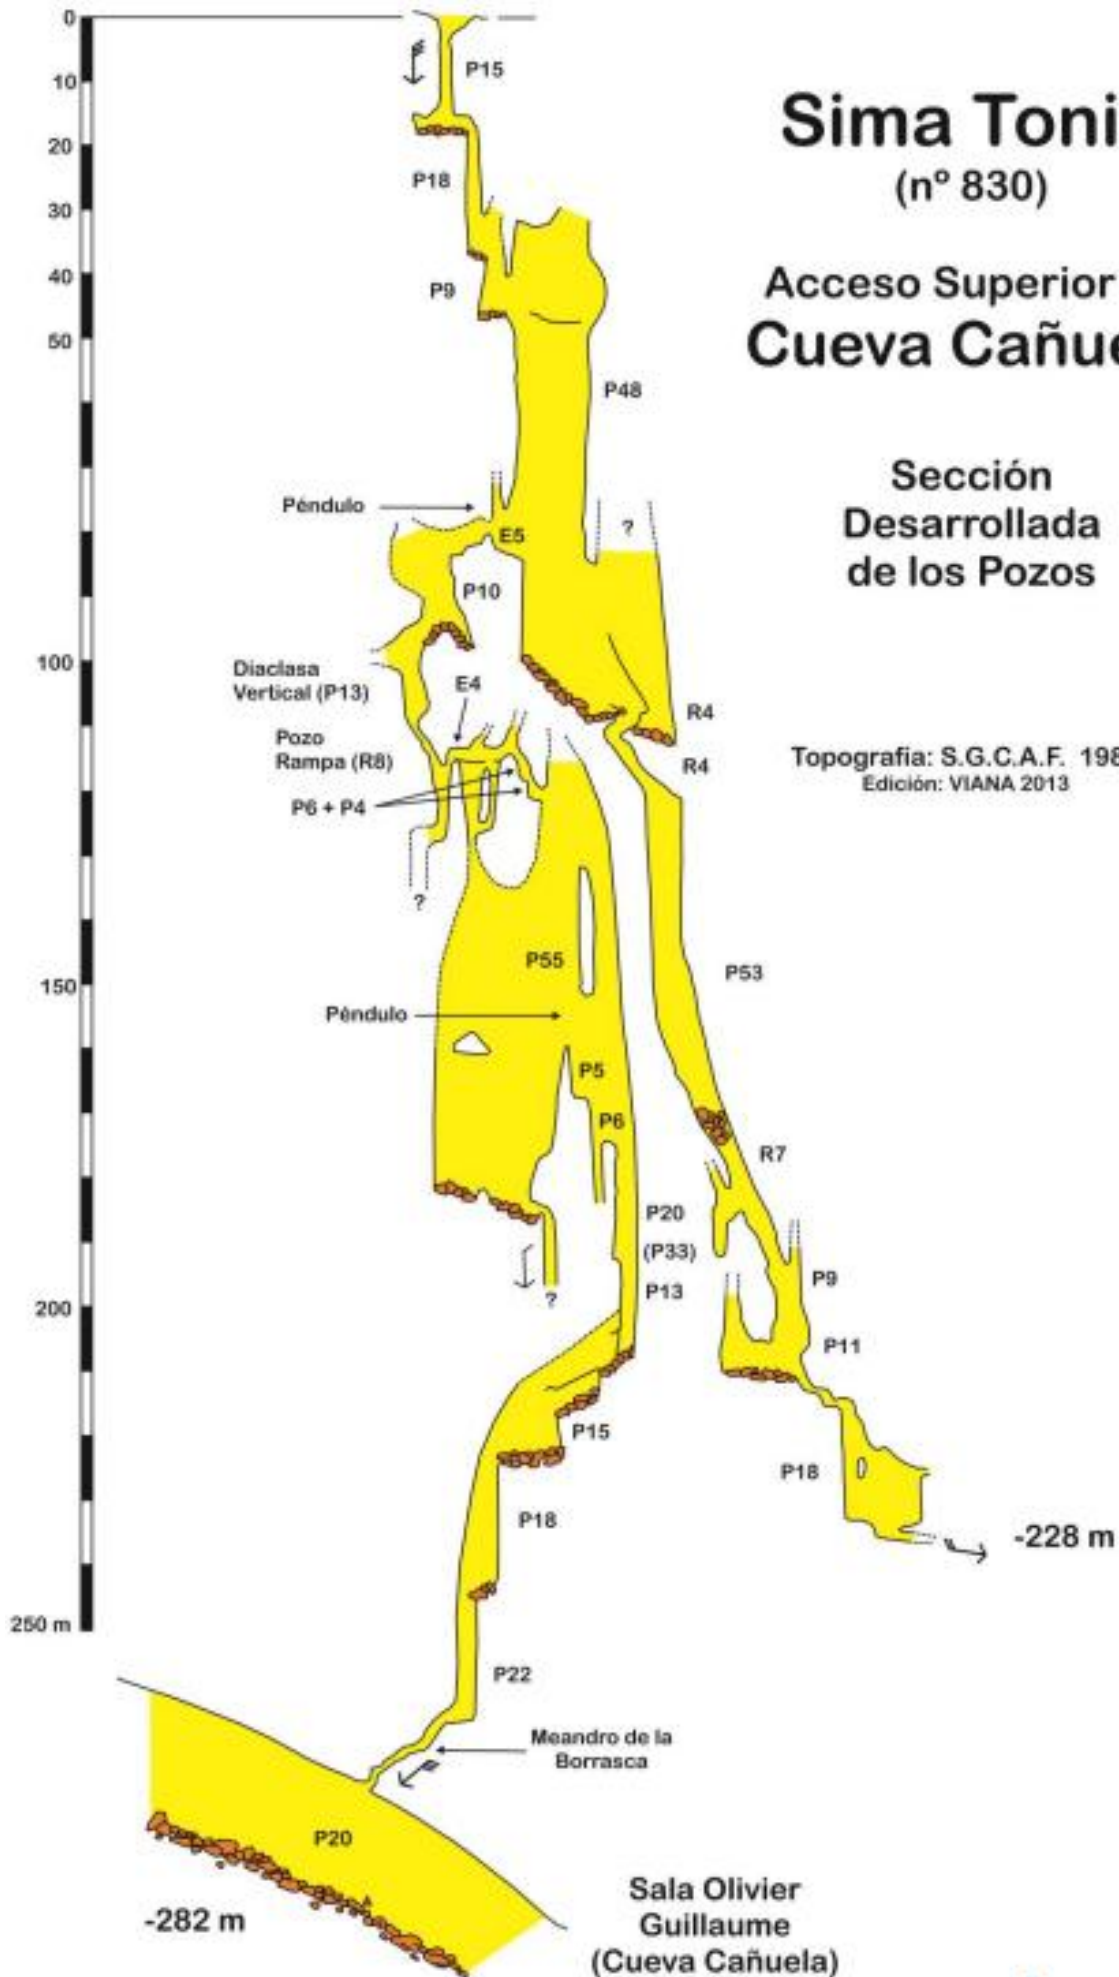 0
10
20
30
40
50
100
150
200
250 m
Sima Toni
(nº 830)
Acceso Superior
Cueva Cañue
Sección
Desarrollada
de los Pozos
Topografia: S.G.C.A.F. 198
Edición: VIANA 2013
P15
P18
P9
P48
Péndulo
E5
?
P10
Diaclasa
Vertical (P13)
E4
R4
Pozo
Rampa (R8)
R4
P6 + P4
?
P55
P53
Péndulo
P5
P6
R7
P20
(P33)
P13
P9
?
P11
P15
P18
P18
-228 m
P22
Meandro de la
Borrasca
P20
-282 m
Sala Olivier
Guillaume
(Cueva Cañuela)